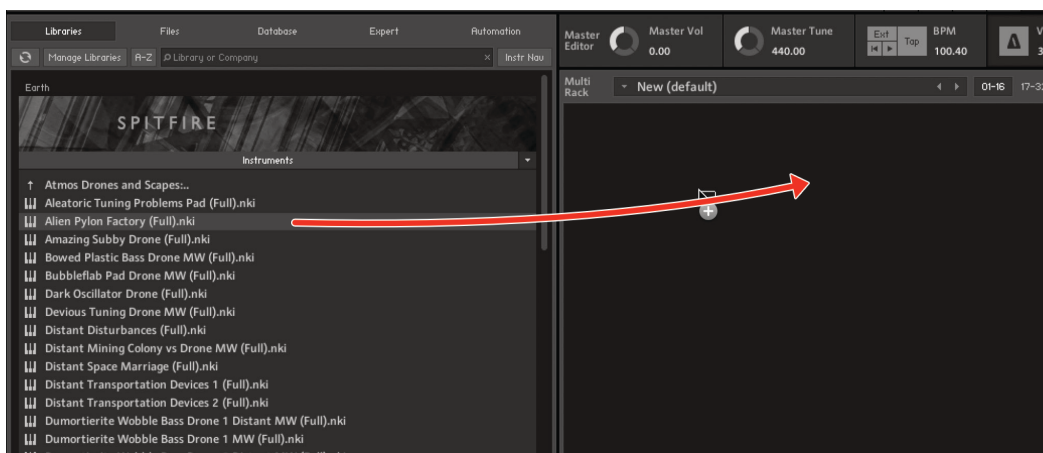 Libraries Files Database Expert Automation
Manage Libraries A-Z Library or Company × Instr Nav
Earth
SPITFIRE
Instruments
↑ Atmos Drones and Scapes:..
Aleatoric Tuning Problems Pad (Full).nki
Alien Pylon Factory (Full).nki
Amazing Subby Drone (Full).nki
Bowed Plastic Bass Drone MW (Full).nki
Bubbleflab Pad Drone MW (Full).nki
Dark Oscillator Drone (Full).nki
Devious Tuning Drone MW (Full).nki
Distant Disturbances (Full).nki
Distant Mining Colony vs Drone MW (Full).nki
Distant Space Marriage (Full).nki
Distant Transportation Devices 1 (Full).nki
Distant Transportation Devices 2 (Full).nki
Dumortierite Wobble Bass Drone 1 Distant MW (Full).nki
Dumortierite Wobble Bass Drone 1 MW (Full).nki
Master Editor
Master Vol
0.00
Master Tune
440.00
Ext
Tap
BPM
100.40
Multi Rack
New (default)
01-16 17-32